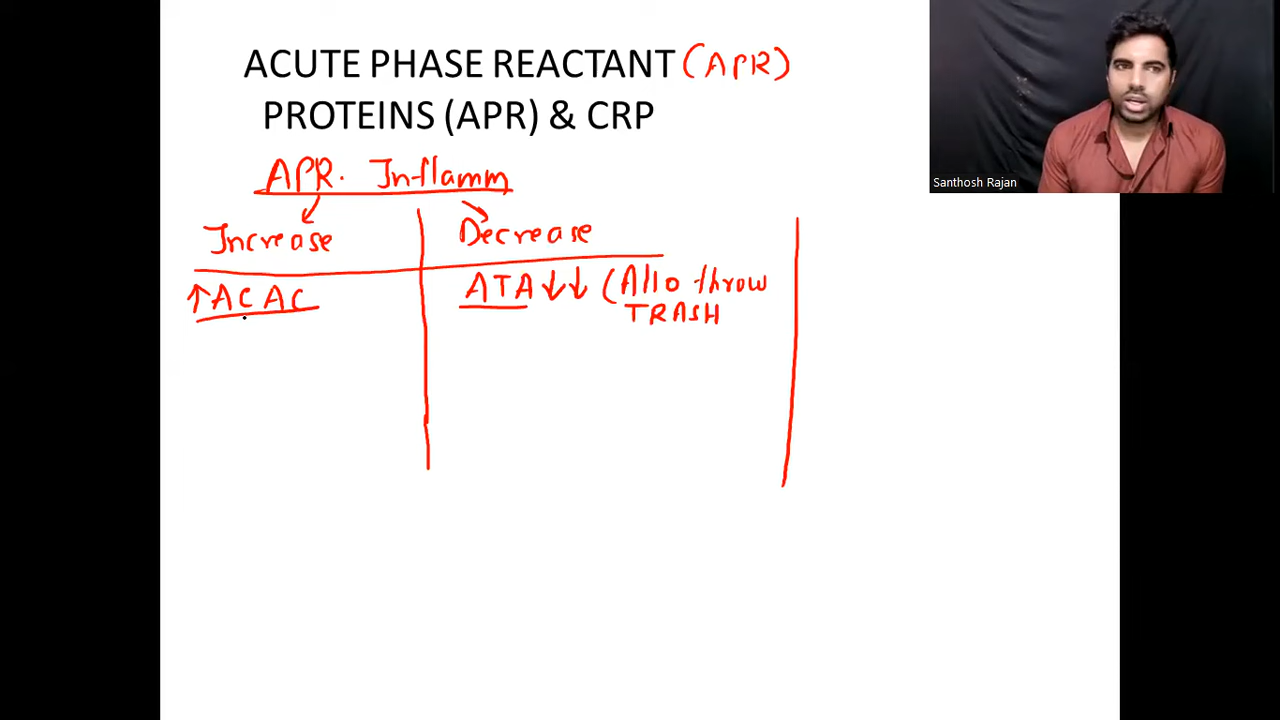 ACUTE PHASE REACTANT (APR)
PROTEINS (APR) & CRP
APR. Inflamm
Increase
Decrease
↑ACAC
ATA↓↓ (Allo throw
TRASH
Santhosh Rajan